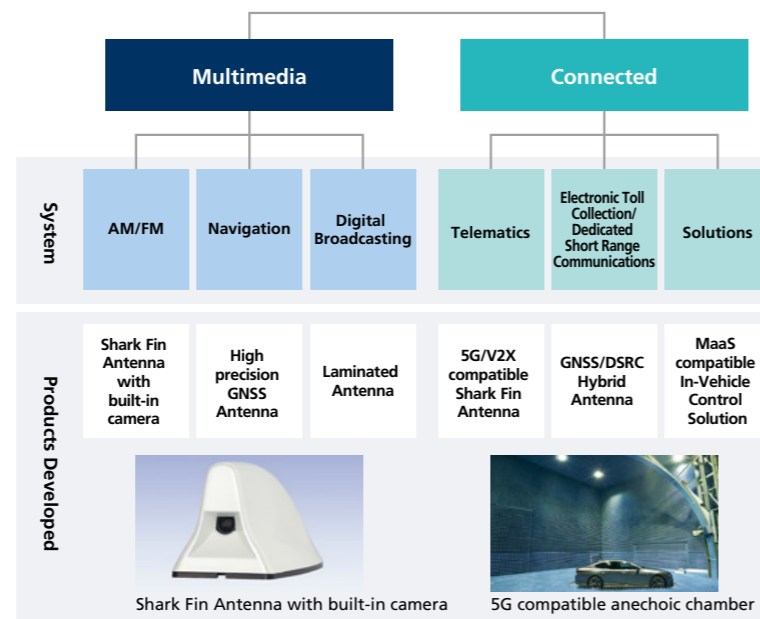 Multimedia
Connected
System
AM/FM
Navigation
Digital
Broadcasting
Telematics
Electronic Toll
Collection/
Dedicated
Short Range
Communications
Solutions
Products Developed
Shark Fin
Antenna
with
built-in
camera
High
precision
GNSS
Antenna
Laminated
Antenna
5G/V2X
compatible
Shark Fin
Antenna
GNSS/DSRC
Hybrid
Antenna
MaaS
compatible
In-Vehicle
Control
Solution
Shark Fin Antenna with built-in camera
5G compatible anechoic chamber